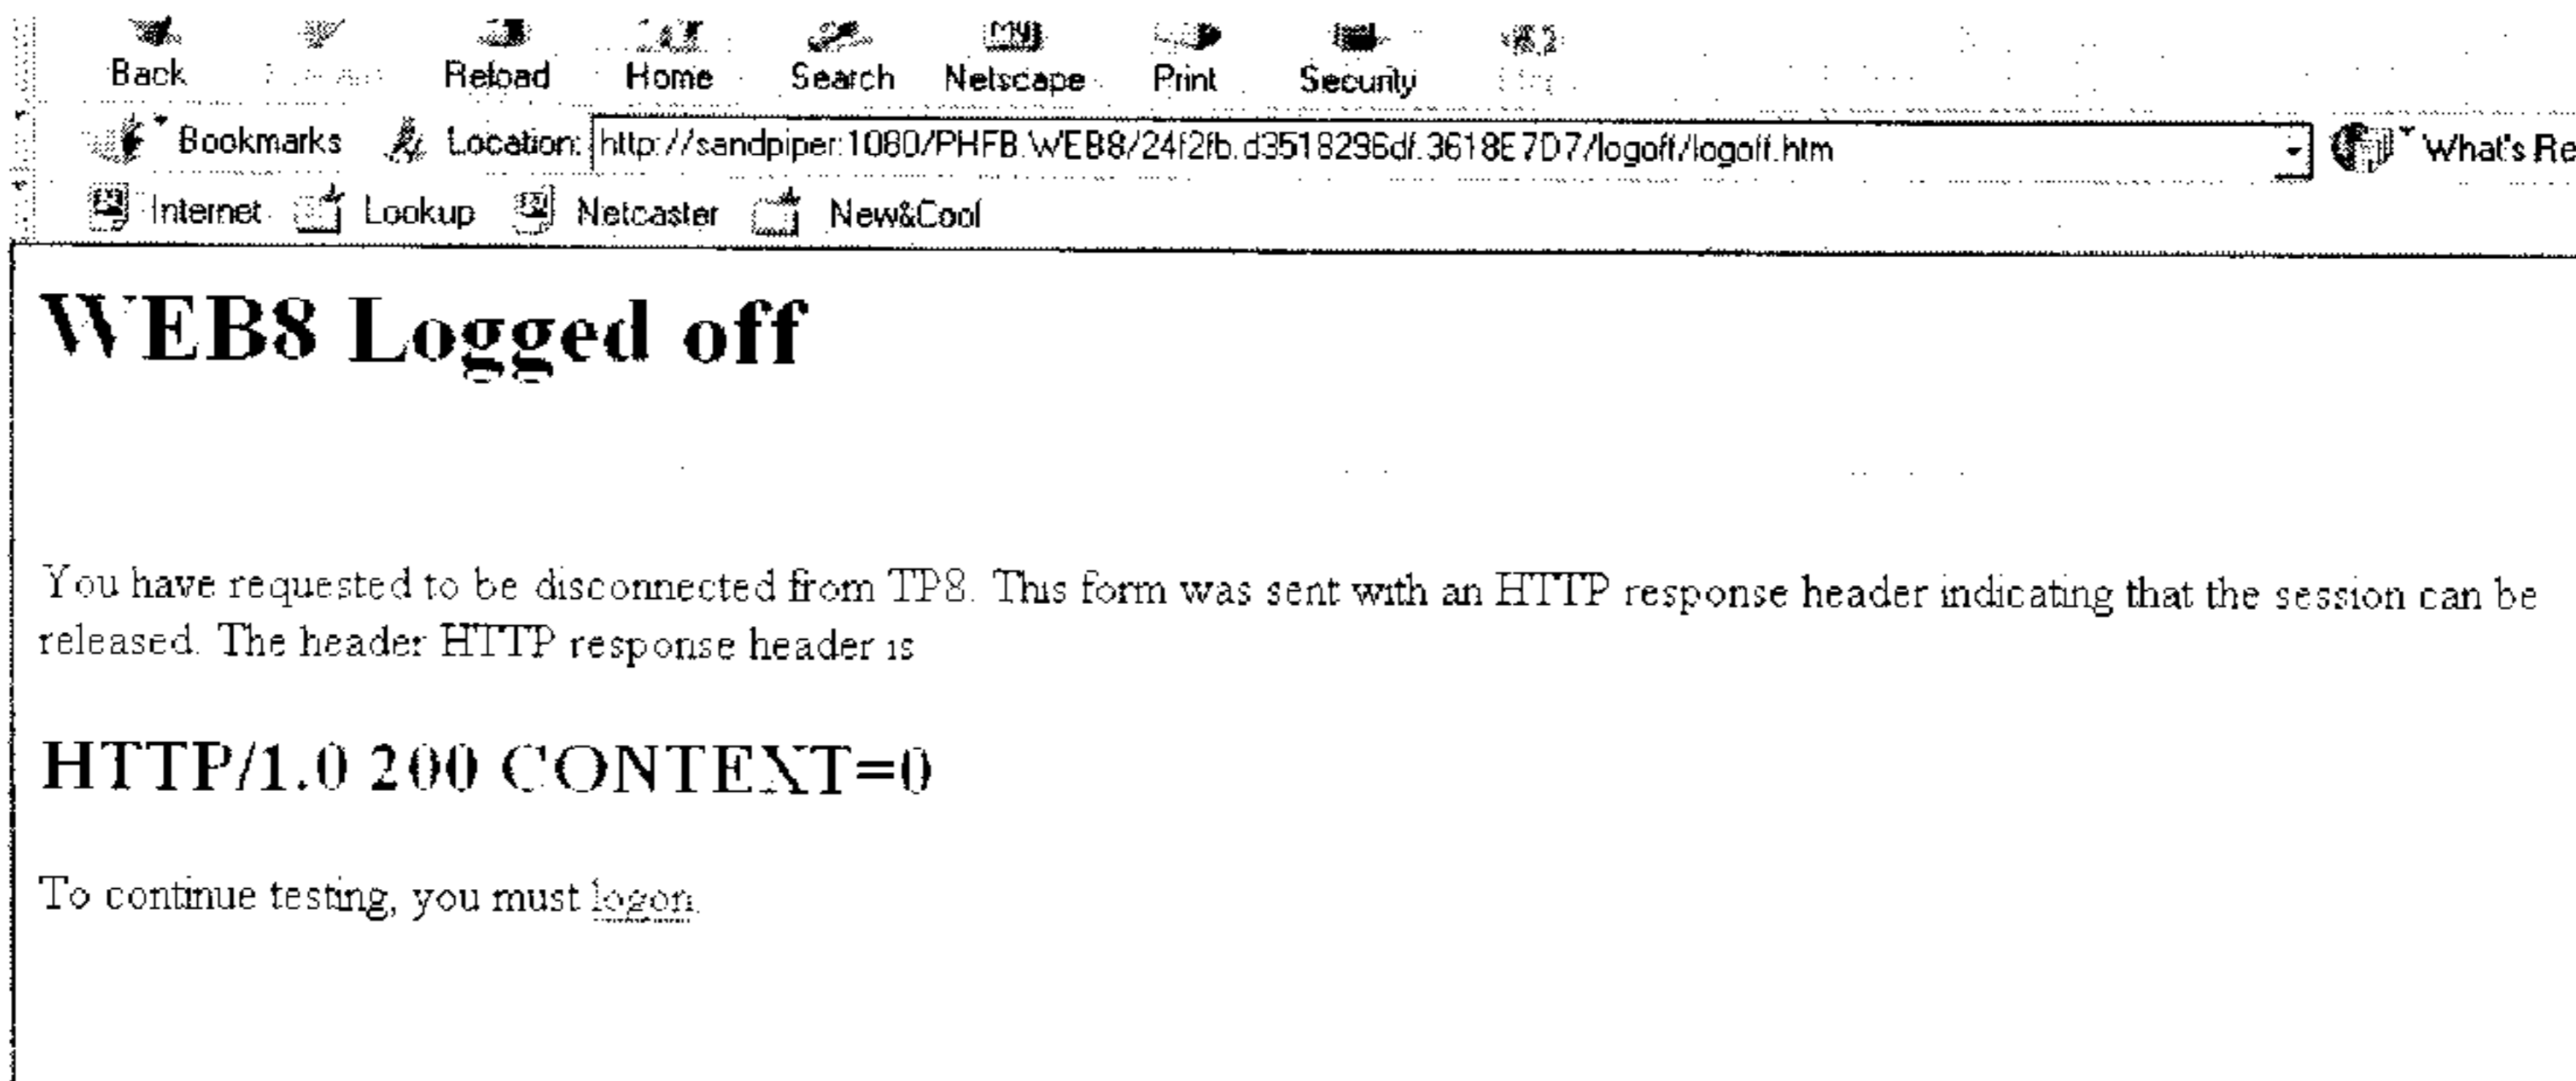 Back Reload Home Search Netscape Print Security
Bookmarks Location: http://sandpiper:1080/PHFB.WEB8/24f2fb.d3518296df.3618E7D7/logoff/logoff.htm What's Re
Internet Lookup Netcaster New&Cool
WEB8 Logged off
You have requested to be disconnected from TP8. This form was sent with an HTTP response header indicating that the session can be
released. The header HTTP response header is
HTTP/1.0 200 CONTEXT=0
To continue testing, you must logon.